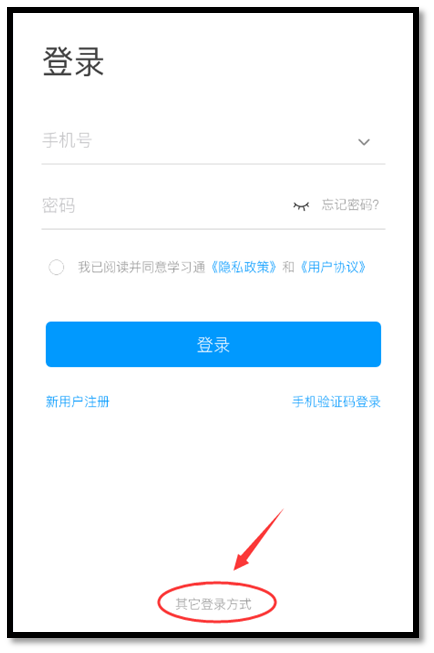 登录
手机号
密码 忘记密码?
我已阅读并同意学习通《隐私政策》和《用户协议》
登录
新用户注册 手机验证码登录
其它登录方式